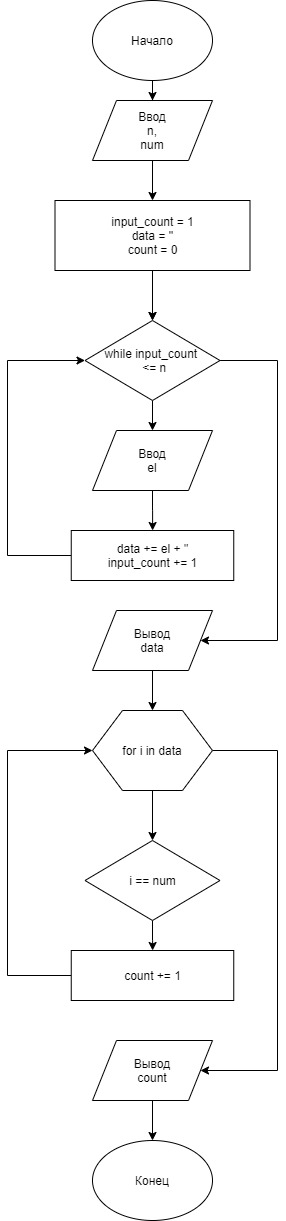 Начало
Ввод
n,
num
input_count = 1
data = ''
count = 0
while input_count
<= n
Ввод
el
data += el + ''
input_count += 1
Вывод
data
for i in data
i == num
count += 1
Вывод
count
Конец